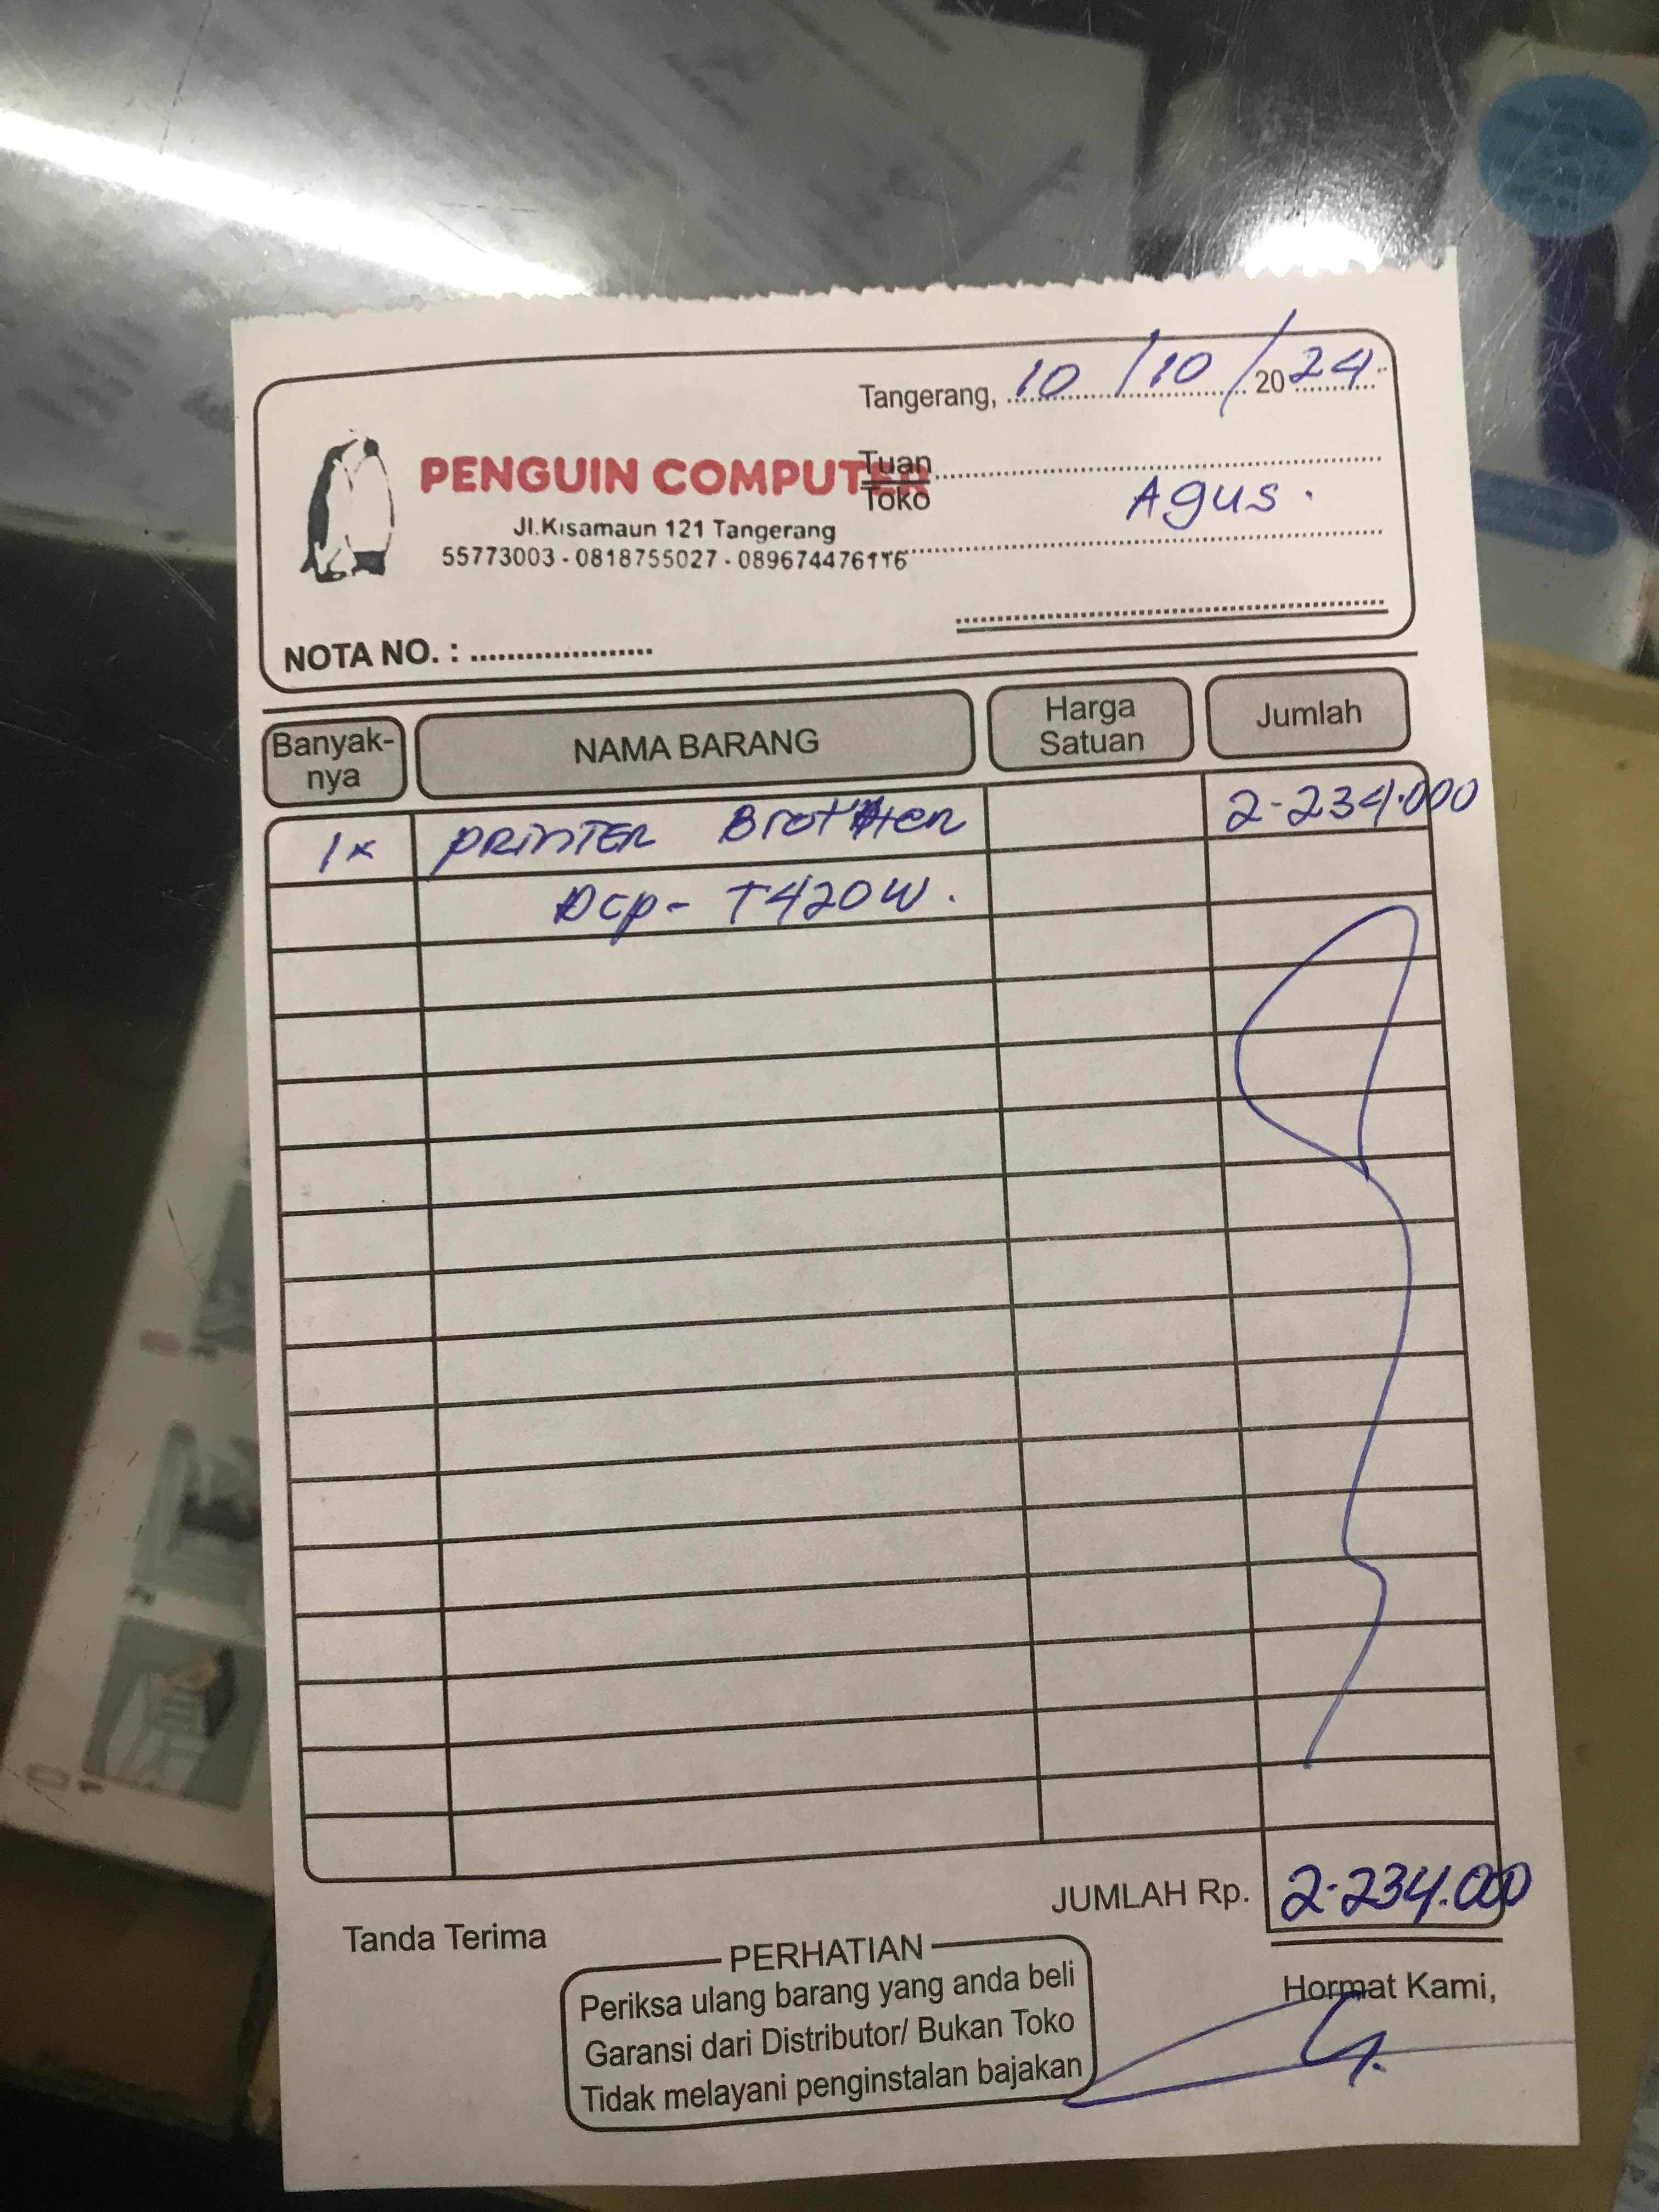 Tangerang, 10 / 10 / 2024
PENGUIN COMPUTER
Tuan
Toko
Agus.
Jl.Kisamaun 121 Tangerang
55773003 - 0818755027 - 089674476116
NOTA NO. :
Banyak-nya NAMA BARANG Harga Satuan Jumlah
1x PRINTER BrotHer 2-234.000
Dcp- T420W.
JUMLAH Rp. 2-234.000
Tanda Terima
PERHATIAN
Periksa ulang barang yang anda beli
Garansi dari Distributor/ Bukan Toko
Tidak melayani penginstalan bajakan
Hormat Kami,